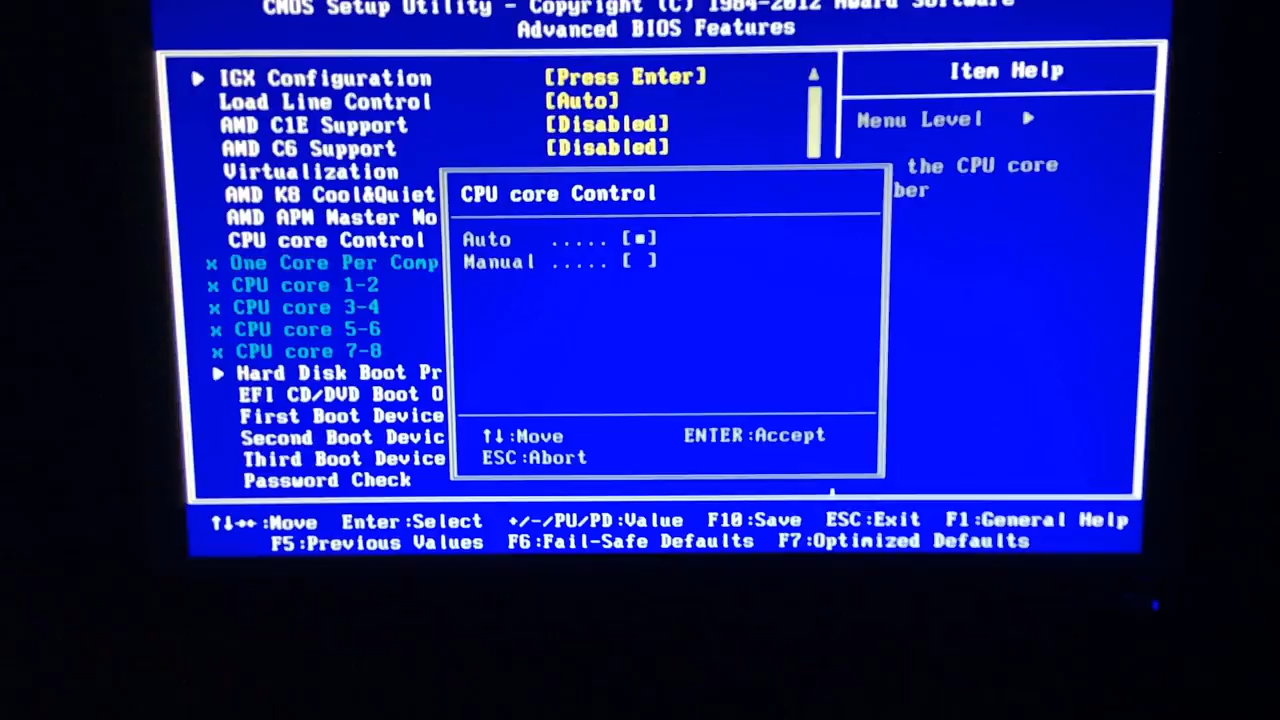 CMOS Setup Utility - Copyright (C) 1984-2012 Award Software
Advanced BIOS Features
IGX Configuration [Press Enter]
Load Line Control [Auto]
AMD C1E Support [Disabled]
AMD C6 Support [Disabled]
Virtualization
AMD K8 Cool&Quiet
AMD APM Master Mo
CPU core Control
x One Core Per Comp
x CPU core 1-2
x CPU core 3-4
x CPU core 5-6
x CPU core 7-8
Hard Disk Boot Pr
EFI CD/DVD Boot O
First Boot Device
Second Boot Devic
Third Boot Device
Password Check
CPU core Control
Auto ..... [■]
Manual ..... [ ]
↑↓:Move ENTER:Accept
ESC:Abort
Item Help
Menu Level ▶
the CPU core
ber
↑↓→←:Move Enter:Select +/-/PU/PD:Value F10:Save ESC:Exit F1:General Help
F5:Previous Values F6:Fail-Safe Defaults F7:Optimized Defaults